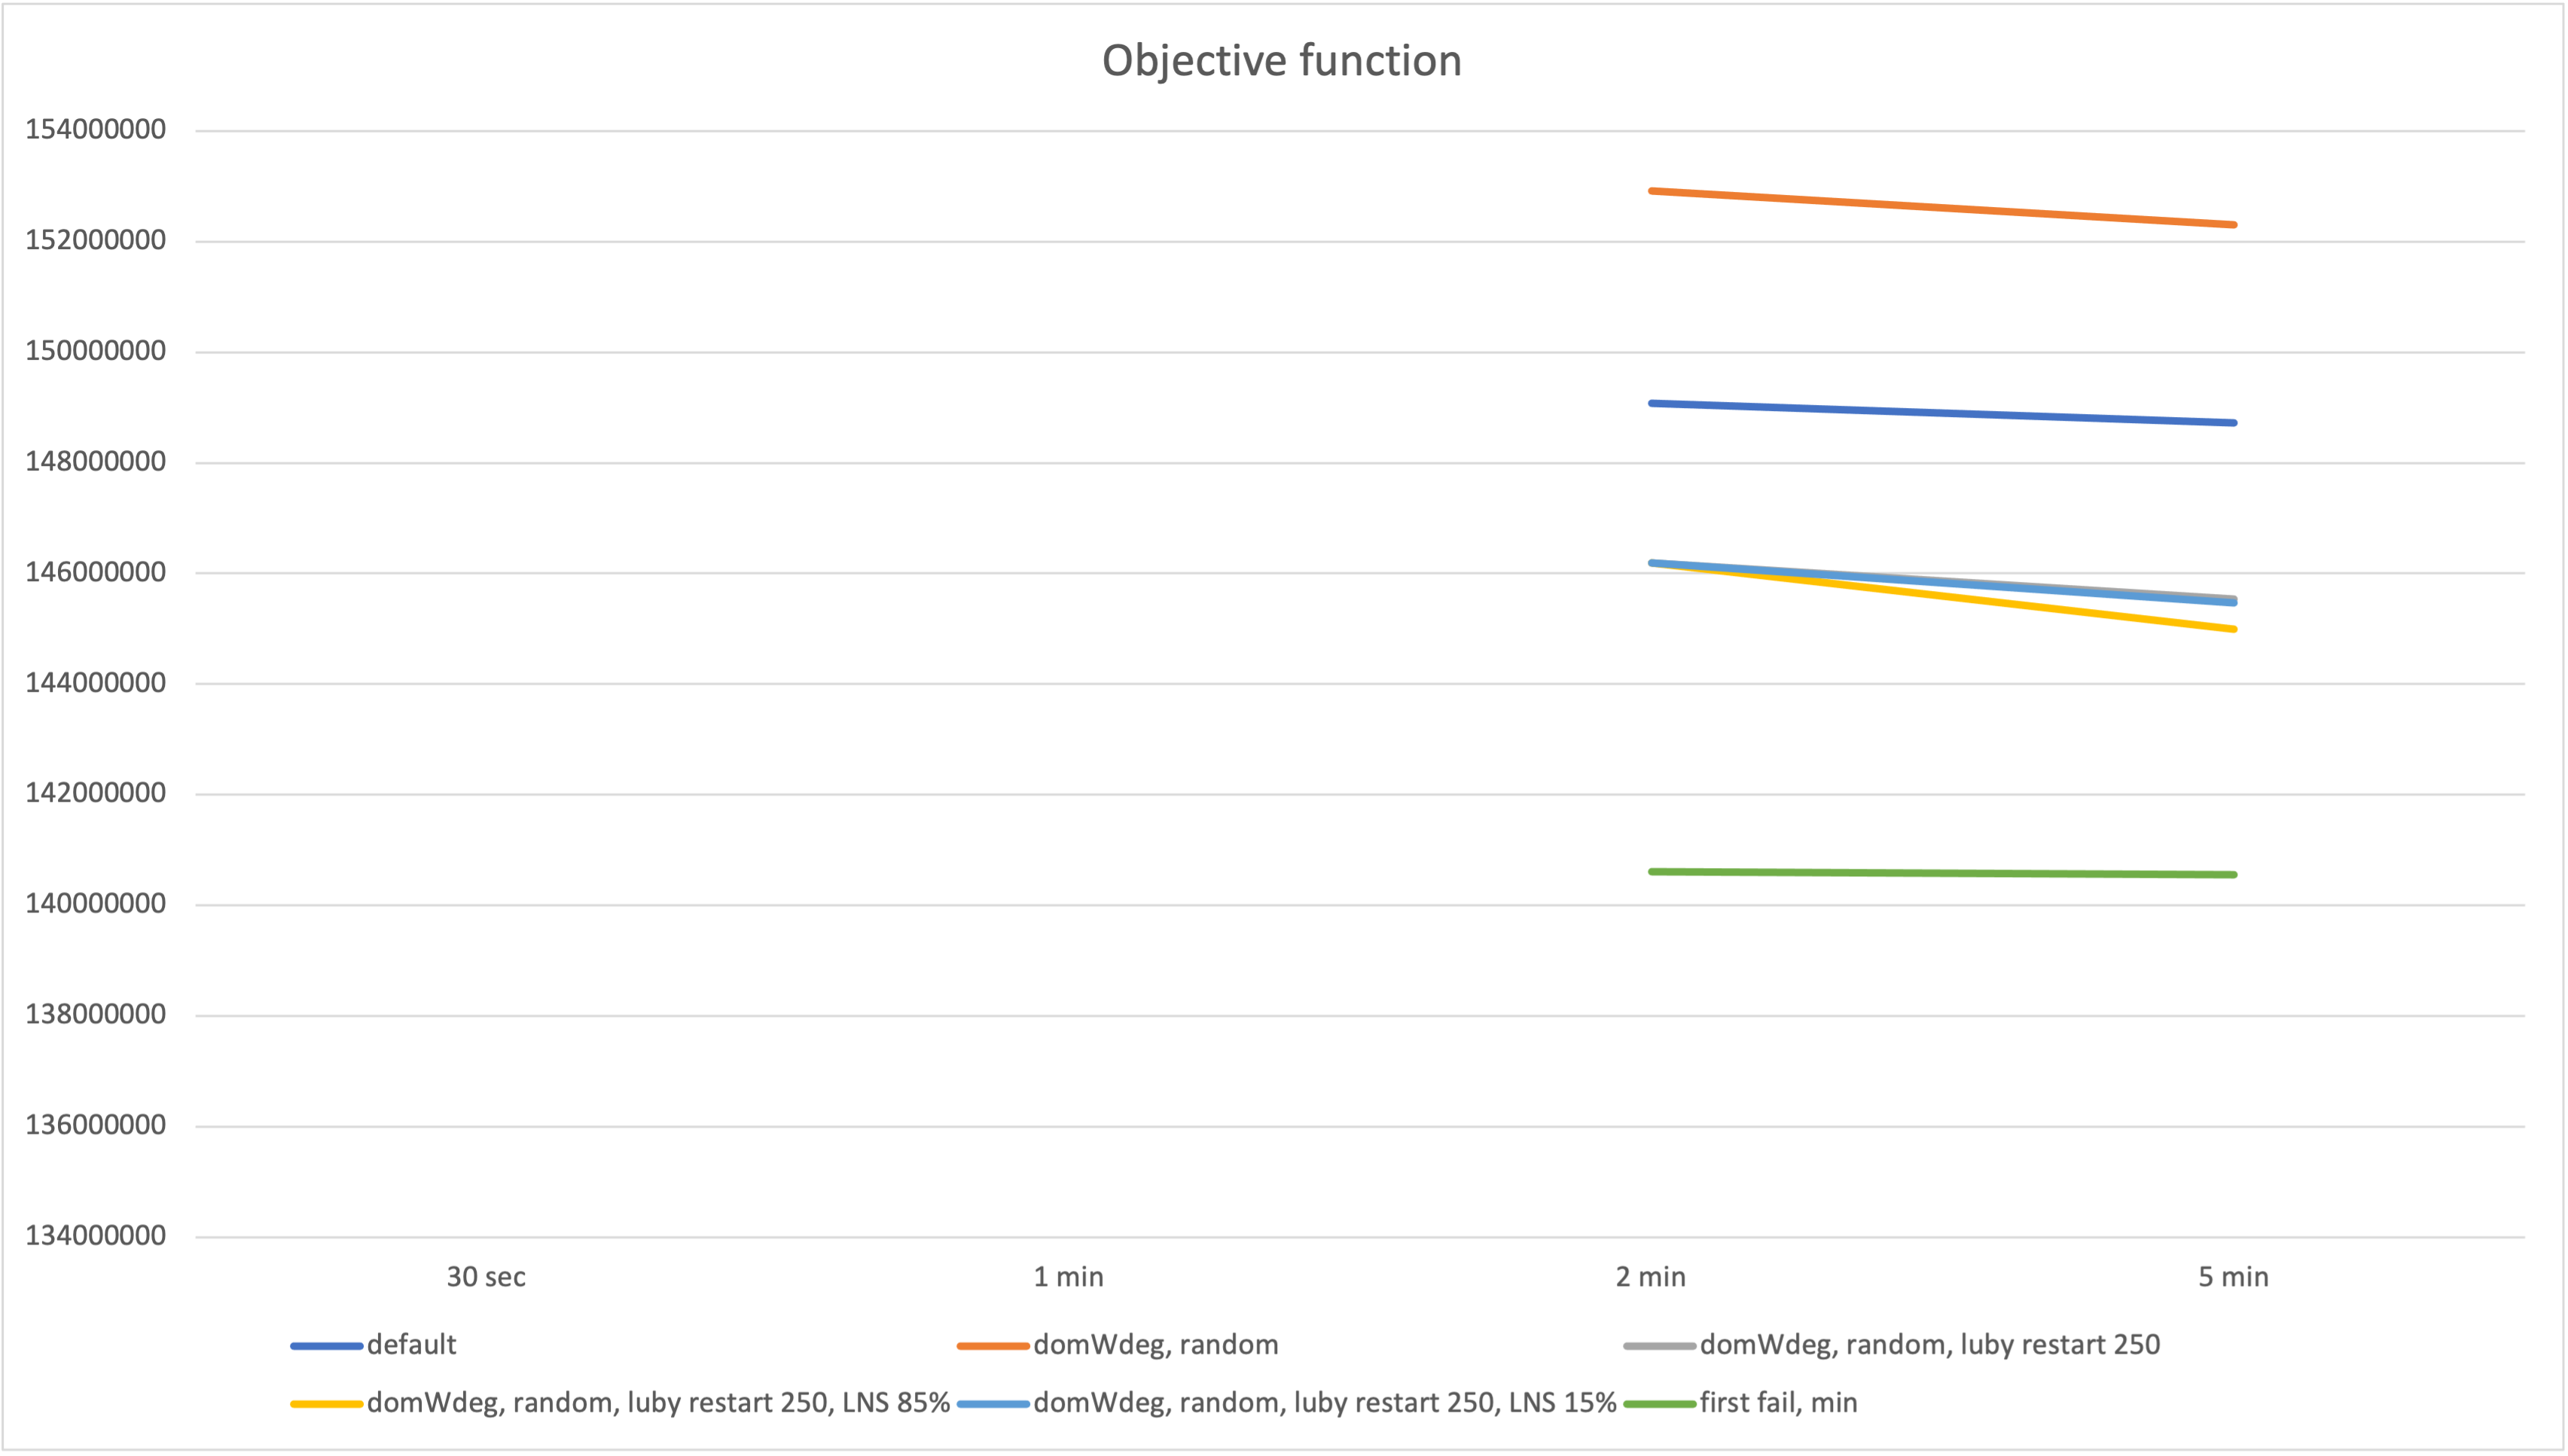 Objective function
154000000
152000000
150000000
148000000
146000000
144000000
142000000
140000000
138000000
136000000
134000000
30 sec 1 min 2 min 5 min
default domWdeg, random domWdeg, random, luby restart 250
domWdeg, random, luby restart 250, LNS 85% domWdeg, random, luby restart 250, LNS 15% first fail, min